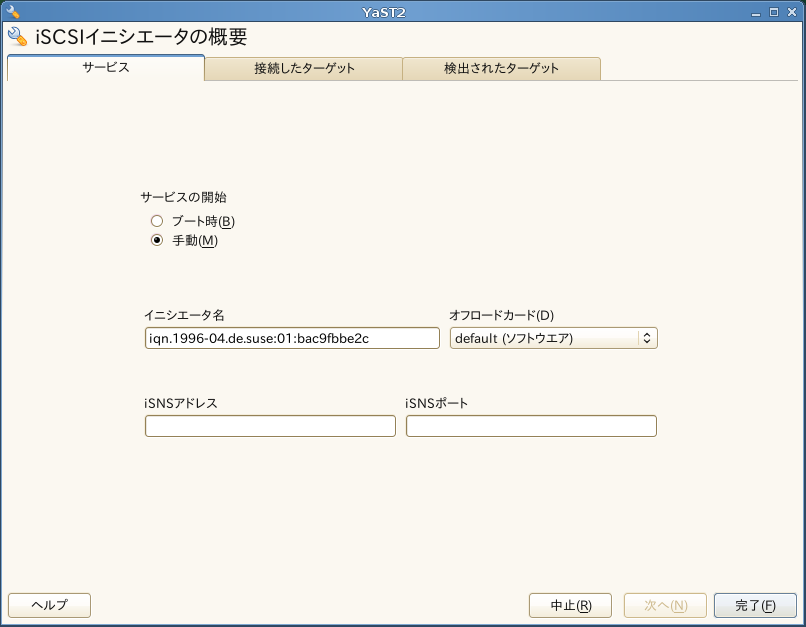 YaST2
iSCSIイニシエータの概要
サービス 接続したターゲット 検出されたターゲット
サービスの開始
ブート時(B)
手動(M)
イニシエータ名 オフロードカード(D)
iqn.1996-04.de.suse:01:bac9fbbe2c default (ソフトウエア)
iSNSアドレス iSNSポート
ヘルプ 中止(R) 次へ(N) 完了(F)